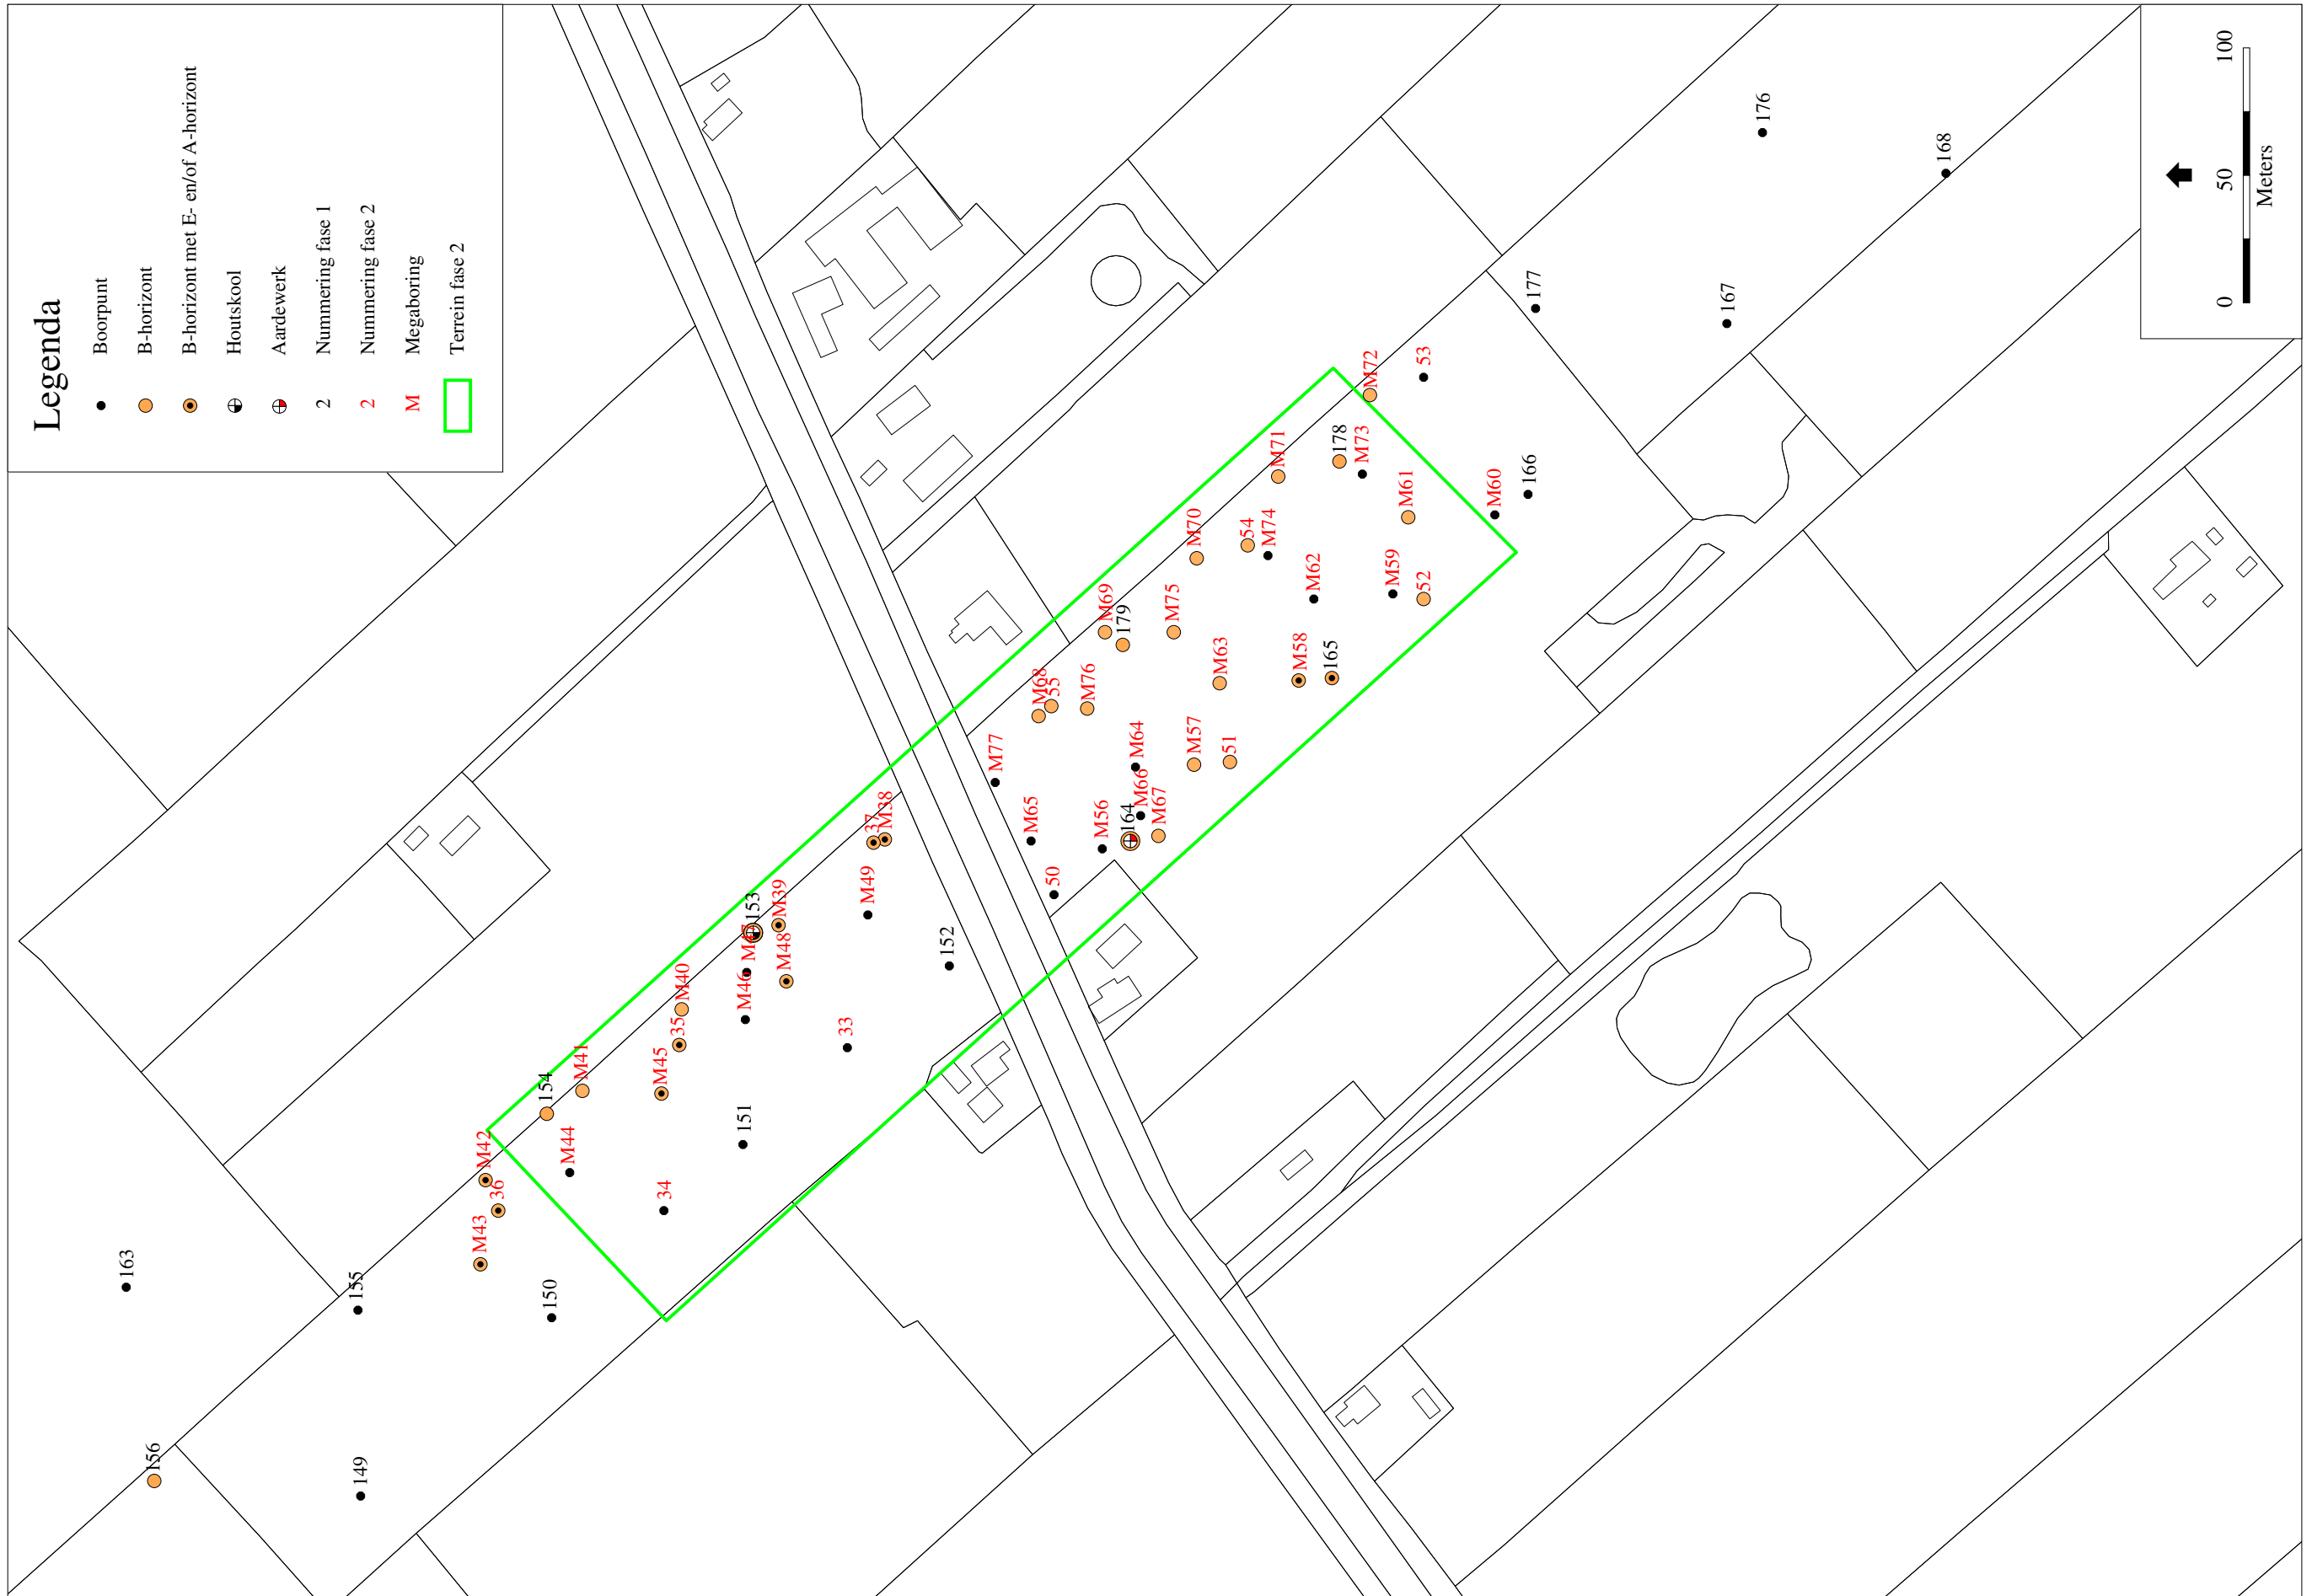 Legenda
Boorpunt
B-horizont
B-horizont met E- en/of A-horizont
Houtskool
Aardewerk
2 Nummering fase 1
2 Nummering fase 2
M Megaboring
Terrein fase 2
156
149
163
155
150
M43
36
M42
154
M41
M44
34
151
M45
35
M40
M46
M47
153
M39
M48
33
M49
37
M38
152
50
M65
M77
M56
164
M66
M67
M64
M57
51
M68
55
M76
M69
179
M75
M63
M58
165
M70
54
M74
M62
M59
52
M71
178
M73
M61
M72
53
M60
166
177
167
176
168
0 50 100
Meters